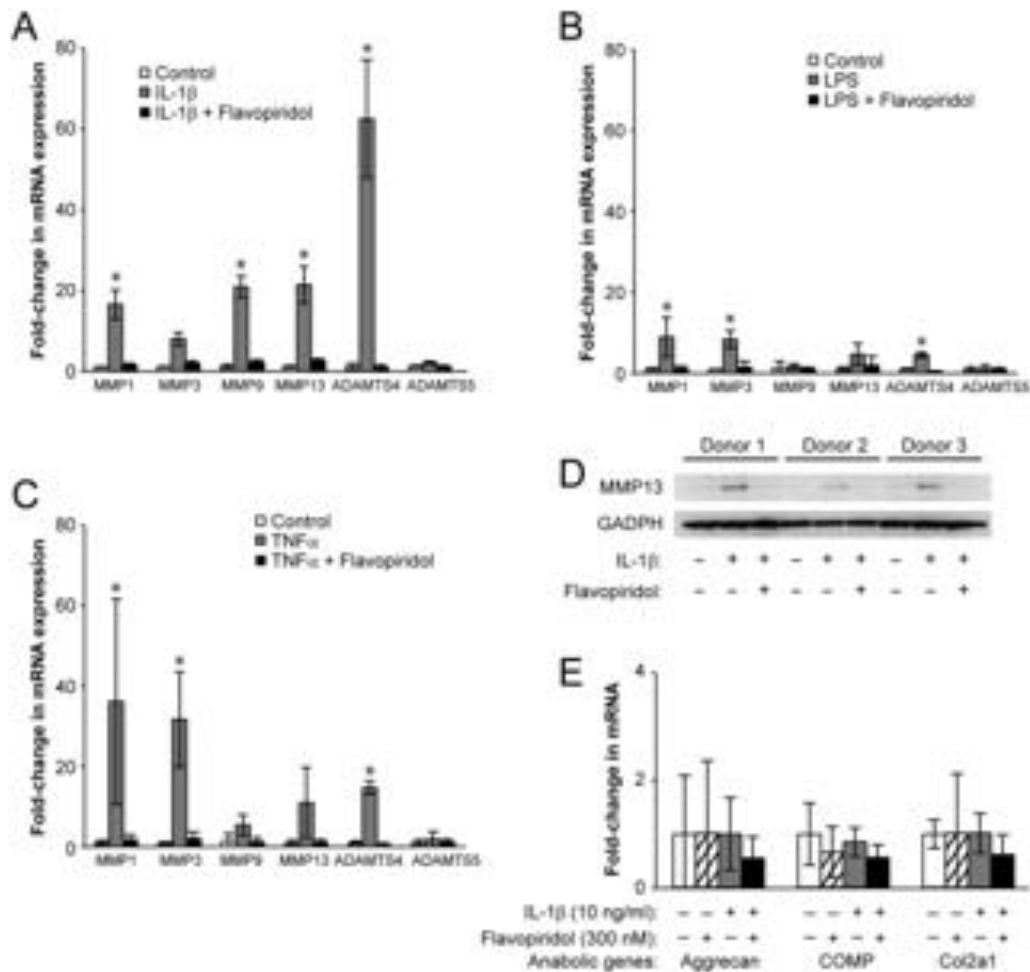 A
Fold-change in mRNA expression
80
60
40
20
0
Control
IL-1β
IL-1β + Flavopiridol
*
*
*
*
MMP1 MMP3 MMP9 MMP13 ADAMTS4 ADAMTS5
B
Fold-change in mRNA expression
80
60
40
20
0
Control
LPS
LPS + Flavopiridol
*
*
*
MMP1 MMP3 MMP9 MMP13 ADAMTS4 ADAMTS5
C
Fold-change in mRNA expression
80
60
40
20
0
Control
TNFα
TNFα + Flavopiridol
*
*
*
MMP1 MMP3 MMP9 MMP13 ADAMTS4 ADAMTS5
D
Donor 1 Donor 2 Donor 3
MMP13
GADPH
IL-1β: – + + – + + – + +
Flavopiridol: – – + – – + – – +
E
Fold-change in mRNA
4
2
0
IL-1β (10 ng/ml): – – + + – – + + – – + +
Flavopiridol (300 nM): – + – + – + – + – + – +
Anabolic genes: Aggrecan COMP Col2a1